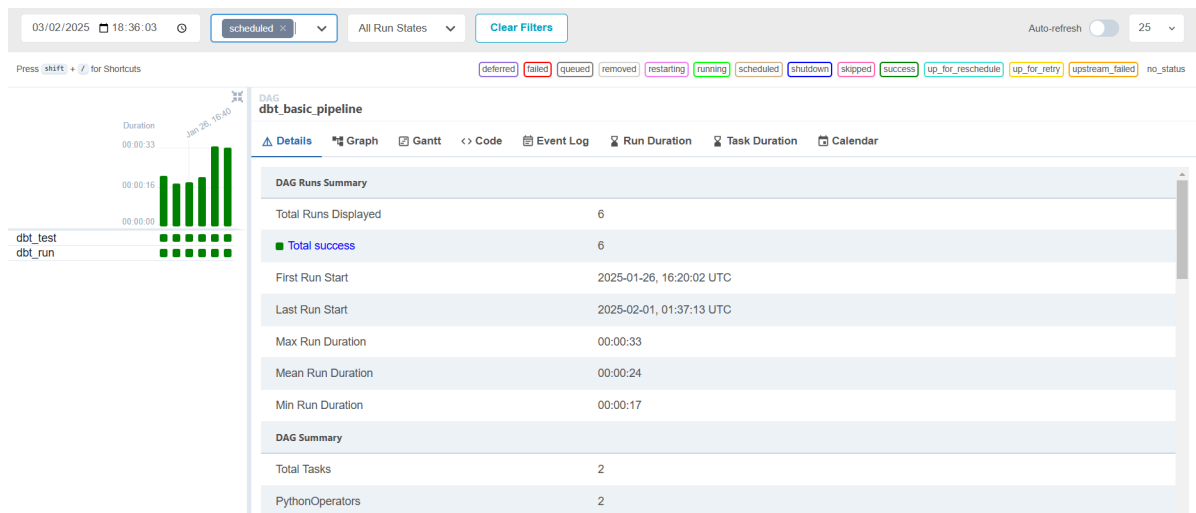 03/02/2025 18:36:03 scheduled × All Run States Clear Filters Auto-refresh 25
Press shift + / for Shortcuts deferred failed queued removed restarting running scheduled shutdown skipped success up_for_reschedule up_for_retry upstream_failed no_status
DAG
dbt_basic_pipeline
Duration
Jan 26, 16:40
00:00:33
00:00:16
00:00:00
dbt_test
dbt_run
Details Graph Gantt <> Code Event Log Run Duration Task Duration Calendar
DAG Runs Summary
Total Runs Displayed 6
Total success 6
First Run Start 2025-01-26, 16:20:02 UTC
Last Run Start 2025-02-01, 01:37:13 UTC
Max Run Duration 00:00:33
Mean Run Duration 00:00:24
Min Run Duration 00:00:17
DAG Summary
Total Tasks 2
PythonOperators 2